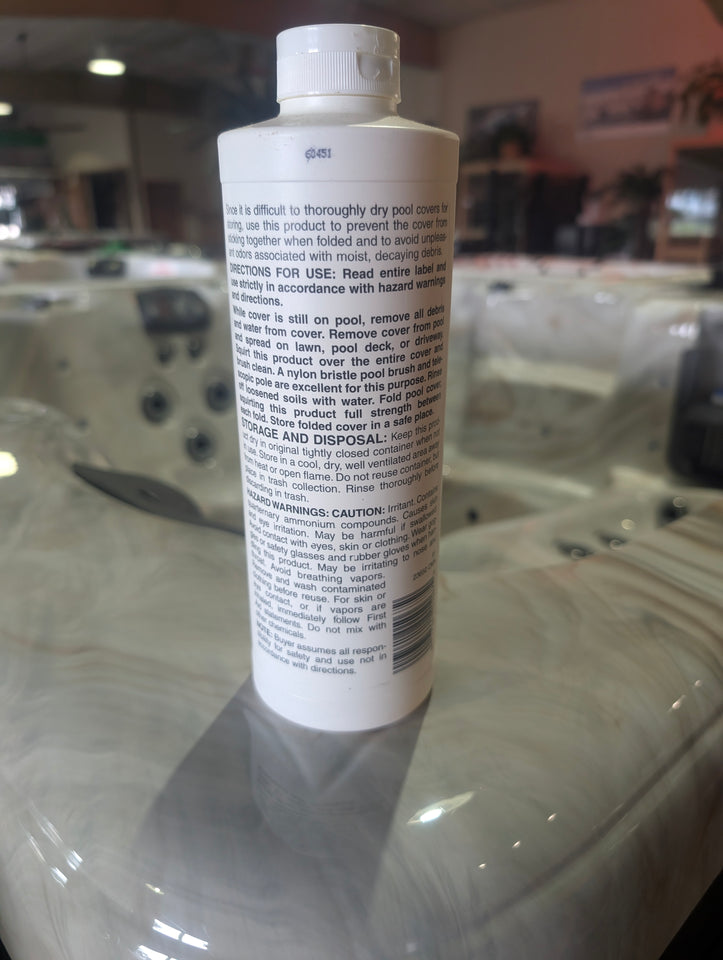 60451
Since it is difficult to thoroughly dry pool covers for
storing, use this product to prevent the cover from
sticking together when folded and to avoid unpleas-
ant odors associated with moist, decaying debris.
DIRECTIONS FOR USE: Read entire label and
use strictly in accordance with hazard warnings
and directions.
While cover is still on pool, remove all debris
and water from cover. Remove cover from pool
and spread on lawn, pool deck, or driveway.
Squirt this product over the entire cover and
brush clean. A nylon bristle pool brush and tele-
scopic pole are excellent for this purpose. Rinse
off loosened soils with water. Fold pool cover,
squirting this product full strength between
each fold. Store folded cover in a safe place.
STORAGE AND DISPOSAL: Keep this prod-
uct dry in original tightly closed container when not
in use. Store in a cool, dry, well ventilated area away
from heat or open flame. Do not reuse container, but
place in trash collection. Rinse thoroughly before
discarding in trash.
HAZARD WARNINGS: CAUTION: Irritant. Contains
quarternary ammonium compounds. Causes skin
and eye irritation. May be harmful if swallowed.
Avoid contact with eyes, skin or clothing. Wear gog-
gles or safety glasses and rubber gloves when
this product. May be irritating to nose and
throat. Avoid breathing vapors.
Remove and wash contaminated
clothing before reuse. For skin or
eye contact, or if vapors are
inhaled, immediately follow First
Aid statements. Do not mix with
other chemicals.
NOTE: Buyer assumes all respon-
sibility for safety and use not in
accordance with directions.